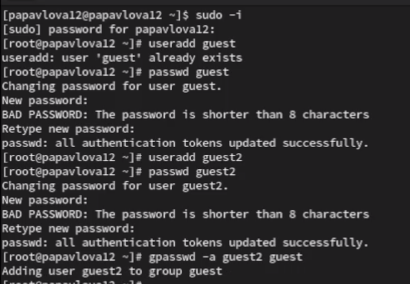 [papavlova12@papavlova12 ~]$ sudo -i
[sudo] password for papavlova12:
[root@papavlova12 ~]# useradd guest
useradd: user 'guest' already exists
[root@papavlova12 ~]# passwd guest
Changing password for user guest.
New password:
BAD PASSWORD: The password is shorter than 8 characters
Retype new password:
passwd: all authentication tokens updated successfully.
[root@papavlova12 ~]# useradd guest2
[root@papavlova12 ~]# passwd guest2
Changing password for user guest2.
New password:
BAD PASSWORD: The password is shorter than 8 characters
Retype new password:
passwd: all authentication tokens updated successfully.
[root@papavlova12 ~]# gpasswd -a guest2 guest
Adding user guest2 to group guest
[root@papavlova12 ~]#